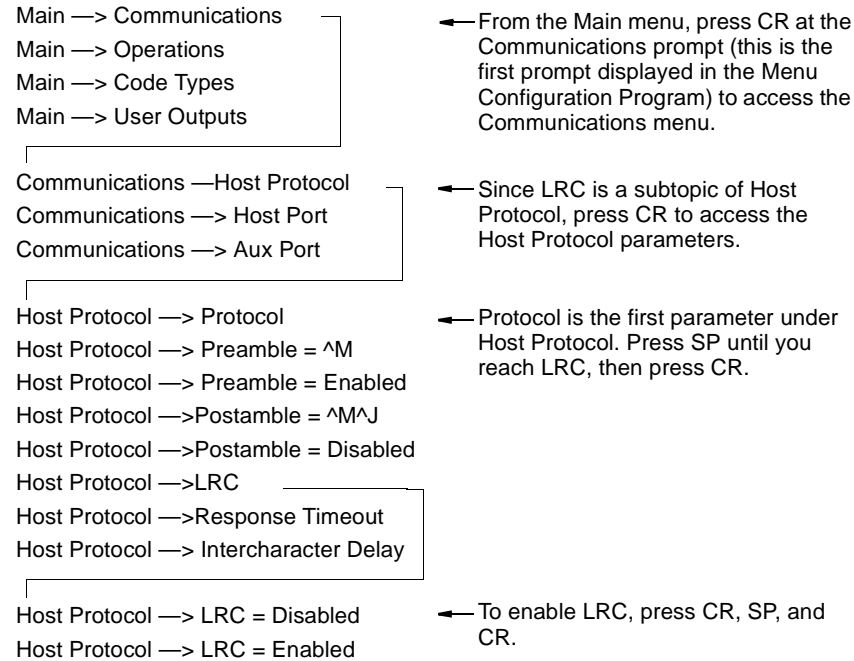 Main —> Communications
Main —> Operations
Main —> Code Types
Main —> User Outputs
From the Main menu, press CR at the
Communications prompt (this is the
first prompt displayed in the Menu
Configuration Program) to access the
Communications menu.
Communications —Host Protocol
Communications —> Host Port
Communications —> Aux Port
Since LRC is a subtopic of Host
Protocol, press CR to access the
Host Protocol parameters.
Host Protocol —> Protocol
Host Protocol —> Preamble = ^M
Host Protocol —> Preamble = Enabled
Host Protocol —>Postamble = ^M^J
Host Protocol —>Postamble = Disabled
Host Protocol —>LRC
Host Protocol —>Response Timeout
Host Protocol —> Intercharacter Delay
Protocol is the first parameter under
Host Protocol. Press SP until you
reach LRC, then press CR.
Host Protocol —> LRC = Disabled
Host Protocol —> LRC = Enabled
To enable LRC, press CR, SP, and
CR.